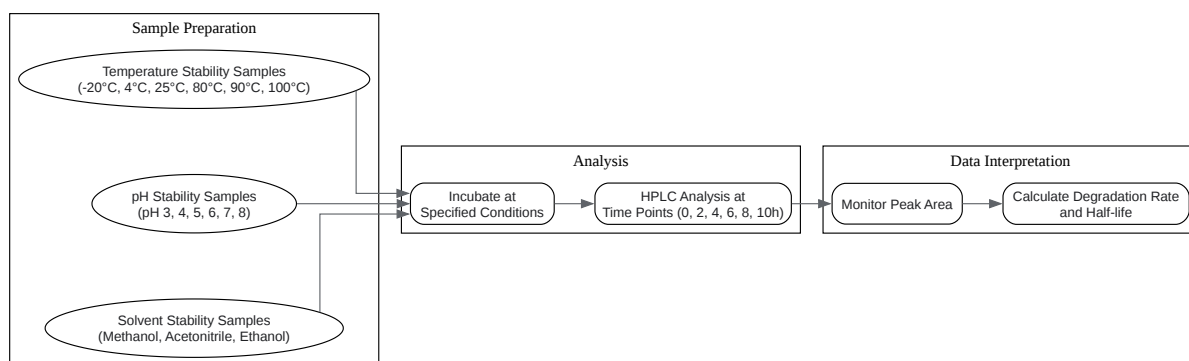 Sample Preparation
Temperature Stability Samples
(-20°C, 4°C, 25°C, 80°C, 90°C, 100°C)
pH Stability Samples
(pH 3, 4, 5, 6, 7, 8)
Solvent Stability Samples
(Methanol, Acetonitrile, Ethanol)
Analysis
Incubate at
Specified Conditions
HPLC Analysis at
Time Points (0, 2, 4, 6, 8, 10h)
Data Interpretation
Monitor Peak Area
Calculate Degradation Rate
and Half-life